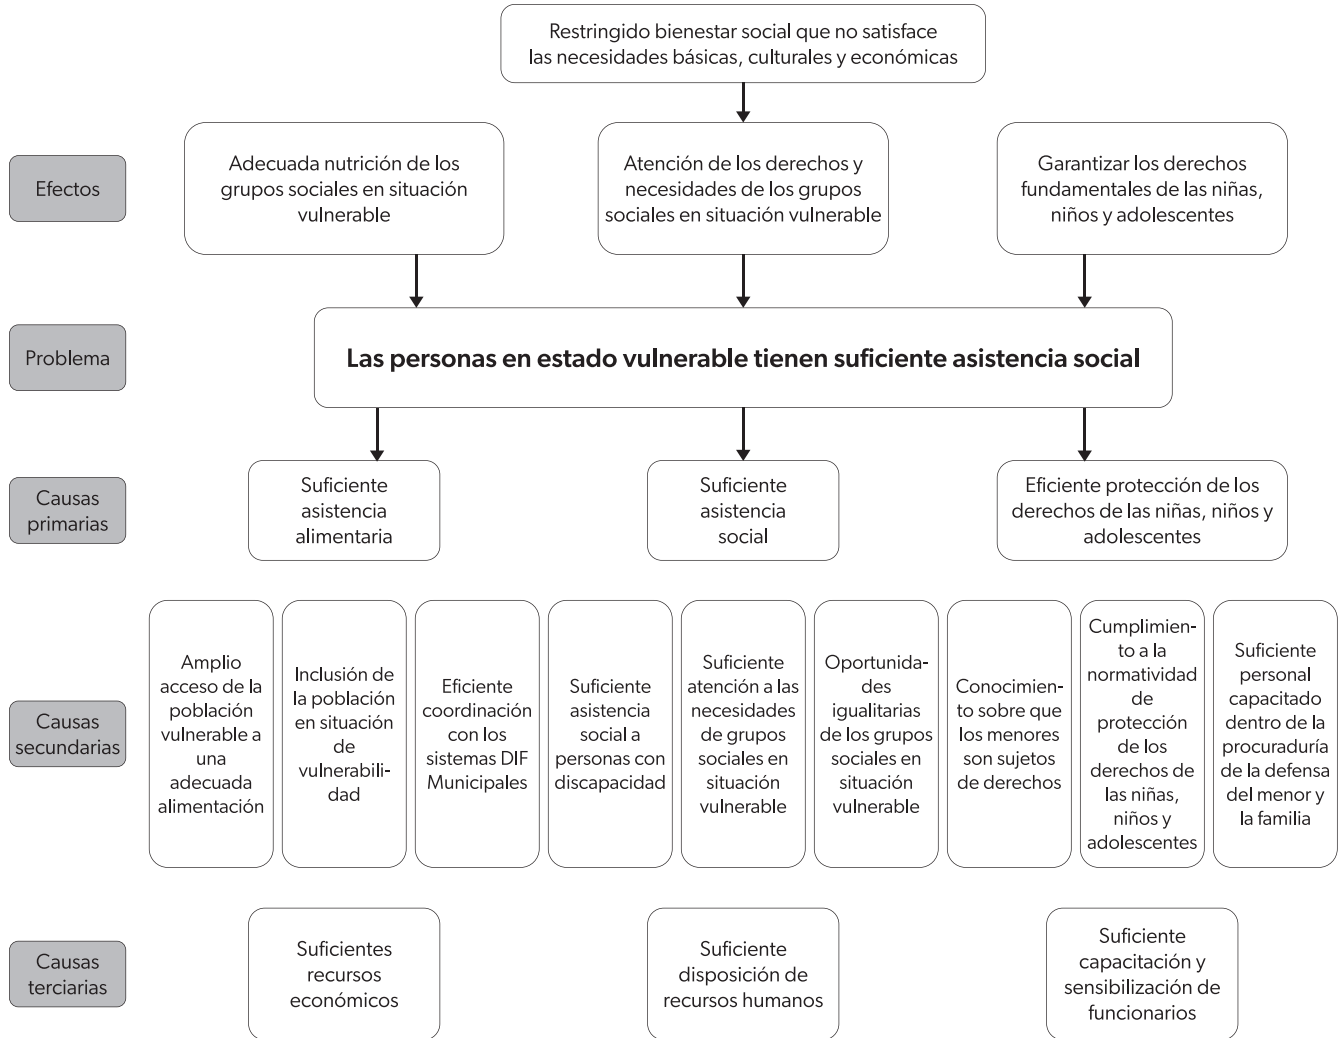 Restringido bienestar social que no satisface
las necesidades básicas, culturales y económicas
Efectos
Adecuada nutrición de los
grupos sociales en situación
vulnerable
Atención de los derechos y
necesidades de los grupos
sociales en situación vulnerable
Garantizar los derechos
fundamentales de las niñas,
niños y adolescentes
Problema
Las personas en estado vulnerable tienen suficiente asistencia social
Causas
primarias
Suficiente
asistencia
alimentaria
Suficiente
asistencia
social
Eficiente protección de los
derechos de las niñas, niños y
adolescentes
Causas
secundarias
Amplio
acceso de la
población
vulnerable a
una
adecuada
alimentación
Inclusión de
la población
en situación
de
vulnerabili-
dad
Eficiente
coordinación
con los
sistemas DIF
Municipales
Suficiente
asistencia
social a
personas con
discapacidad
Suficiente
atención a las
necesidades
de grupos
sociales en
situación
vulnerable
Oportunida-
des
igualitarias
de los grupos
sociales en
situación
vulnerable
Conocimien-
to sobre que
los menores
son sujetos
de derechos
Cumplimien-
to a la
normatividad
de
protección
de los
derechos de
las niñas,
niños y
adolescentes
Suficiente
personal
capacitado
dentro de la
procuraduría
de la defensa
del menor y
la familia
Causas
terciarias
Suficientes
recursos
económicos
Suficiente
disposición de
recursos humanos
Suficiente
capacitación y
sensibilización de
funcionarios